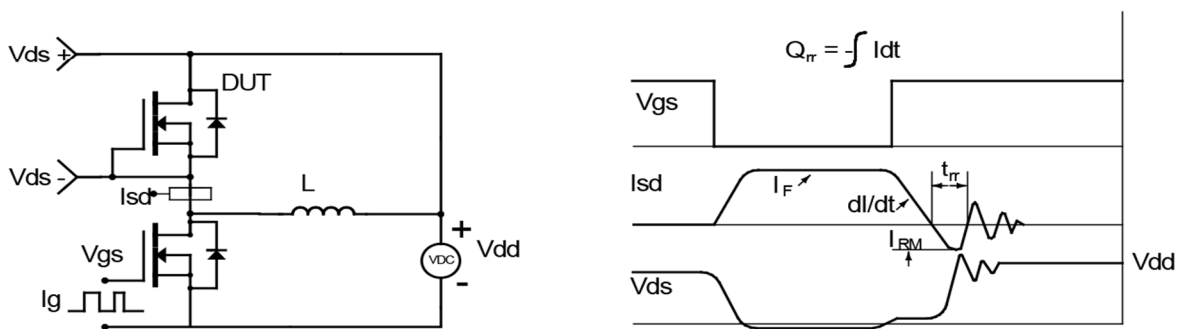 Vds +
DUT
Vds -
Isd
L
Vgs
Ig
VDC
+
-
Vdd
Qrr = -∫ Idt
Vgs
Isd
IF
dI/dt
trr
IRM
Vds
Vdd